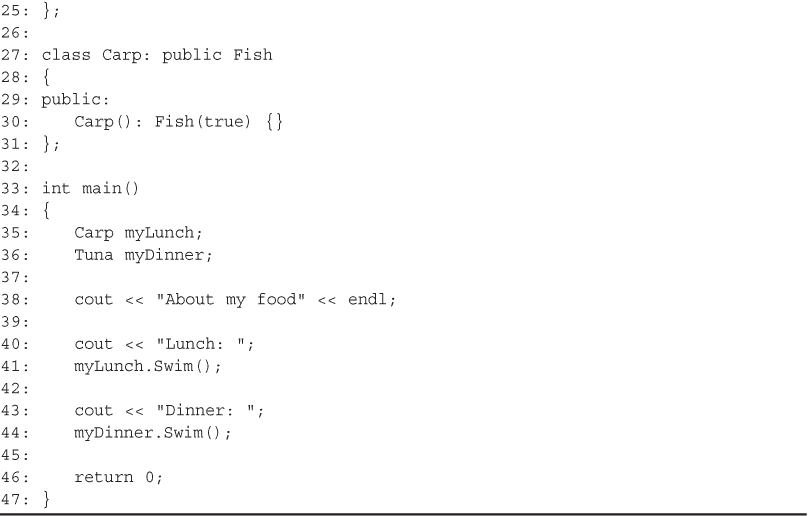 25: };
26:
27: class Carp: public Fish
28: {
29: public:
30:    Carp(): Fish(true) {}
31: };
32:
33: int main()
34: {
35:    Carp myLunch;
36:    Tuna myDinner;
37:
38:    cout << "About my food" << endl;
39:
40:    cout << "Lunch: ";
41:    myLunch.Swim();
42:
43:    cout << "Dinner: ";
44:    myDinner.Swim();
45:
46:    return 0;
47: }